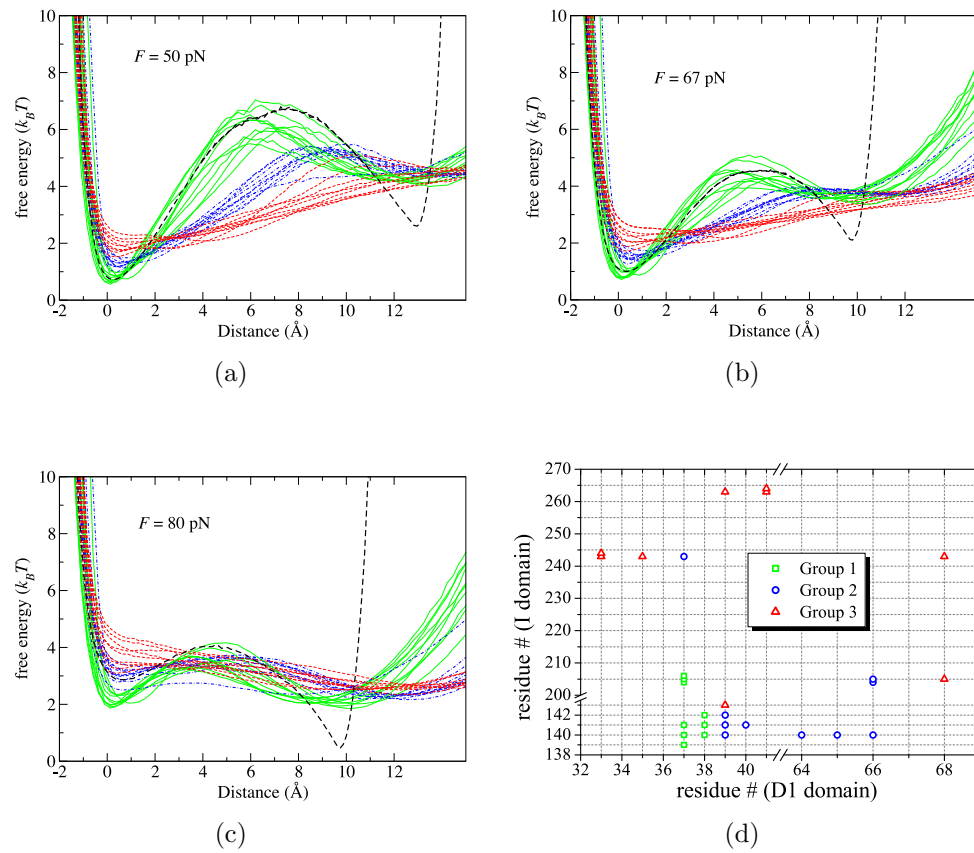 10
8
6
4
2
0
free energy (k_BT)
F = 50 pN
-2 0 2 4 6 8 10 12 14
Distance (Å)
(a)
10
8
6
4
2
0
free energy (k_BT)
F = 67 pN
-2 0 2 4 6 8 10 12
Distance (Å)
(b)
10
8
6
4
2
0
free energy (k_BT)
F = 80 pN
-2 0 2 4 6 8 10 12 14
Distance (Å)
(c)
270
260
250
240
230
220
210
200
142
140
138
residue # (I domain)
Group 1
Group 2
Group 3
32 34 36 38 40 64 66 68
residue # (D1 domain)
(d)